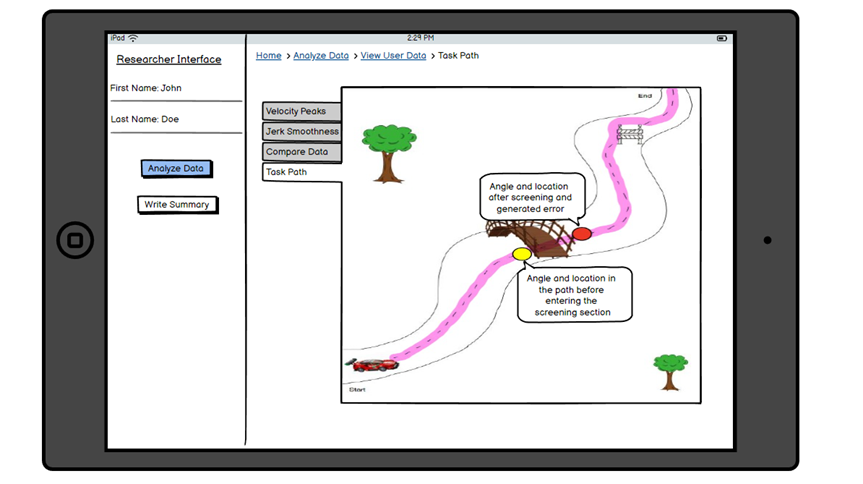 iPad
2:29 PM
Researcher Interface
Home > Analyze Data > View User Data > Task Path
First Name: John
Last Name: Doe
Analyze Data
Write Summary
Velocity Peaks
Jerk Smoothness
Compare Data
Task Path
End
Angle and location
after screening and
generated error
Angle and location in
the path before
entering the
screening section
Start